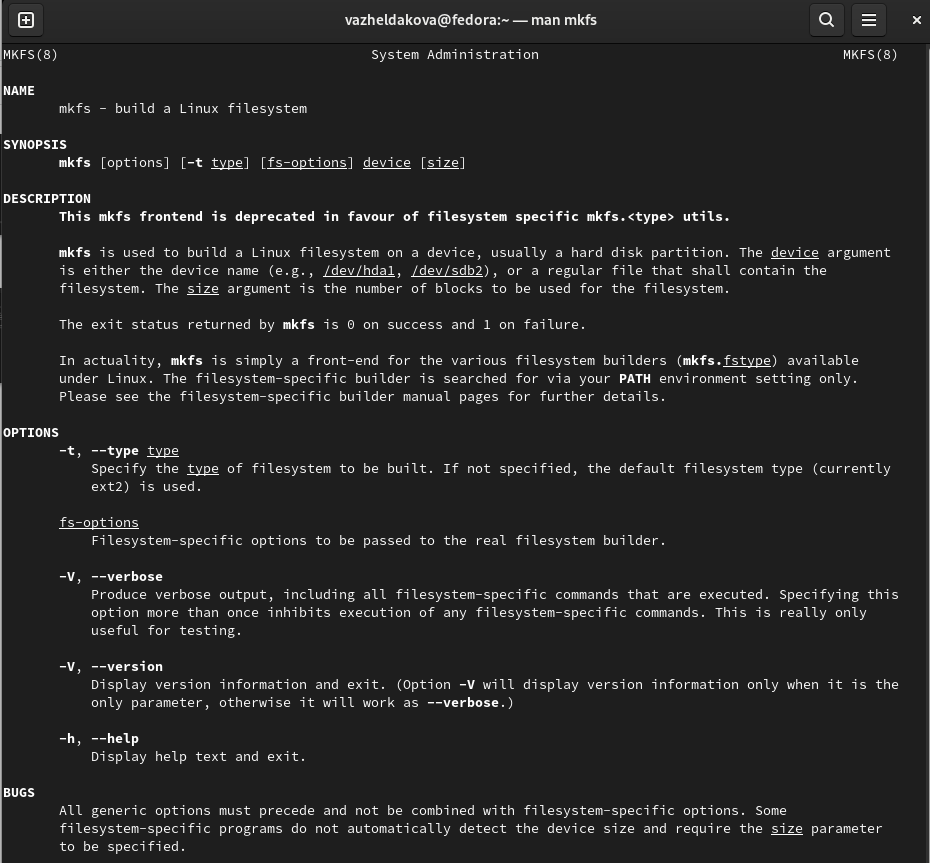 vazheldakova@fedora:~ — man mkfs
MKFS(8) System Administration MKFS(8)
NAME
mkfs - build a Linux filesystem
SYNOPSIS
mkfs [options] [-t type] [fs-options] device [size]
DESCRIPTION
This mkfs frontend is deprecated in favour of filesystem specific mkfs.<type> utils.
mkfs is used to build a Linux filesystem on a device, usually a hard disk partition. The device argument
is either the device name (e.g., /dev/hda1, /dev/sdb2), or a regular file that shall contain the
filesystem. The size argument is the number of blocks to be used for the filesystem.
The exit status returned by mkfs is 0 on success and 1 on failure.
In actuality, mkfs is simply a front-end for the various filesystem builders (mkfs.fstype) available
under Linux. The filesystem-specific builder is searched for via your PATH environment setting only.
Please see the filesystem-specific builder manual pages for further details.
OPTIONS
-t, --type type
Specify the type of filesystem to be built. If not specified, the default filesystem type (currently
ext2) is used.
fs-options
Filesystem-specific options to be passed to the real filesystem builder.
-V, --verbose
Produce verbose output, including all filesystem-specific commands that are executed. Specifying this
option more than once inhibits execution of any filesystem-specific commands. This is really only
useful for testing.
-V, --version
Display version information and exit. (Option -V will display version information only when it is the
only parameter, otherwise it will work as --verbose.)
-h, --help
Display help text and exit.
BUGS
All generic options must precede and not be combined with filesystem-specific options. Some
filesystem-specific programs do not automatically detect the device size and require the size parameter
to be specified.